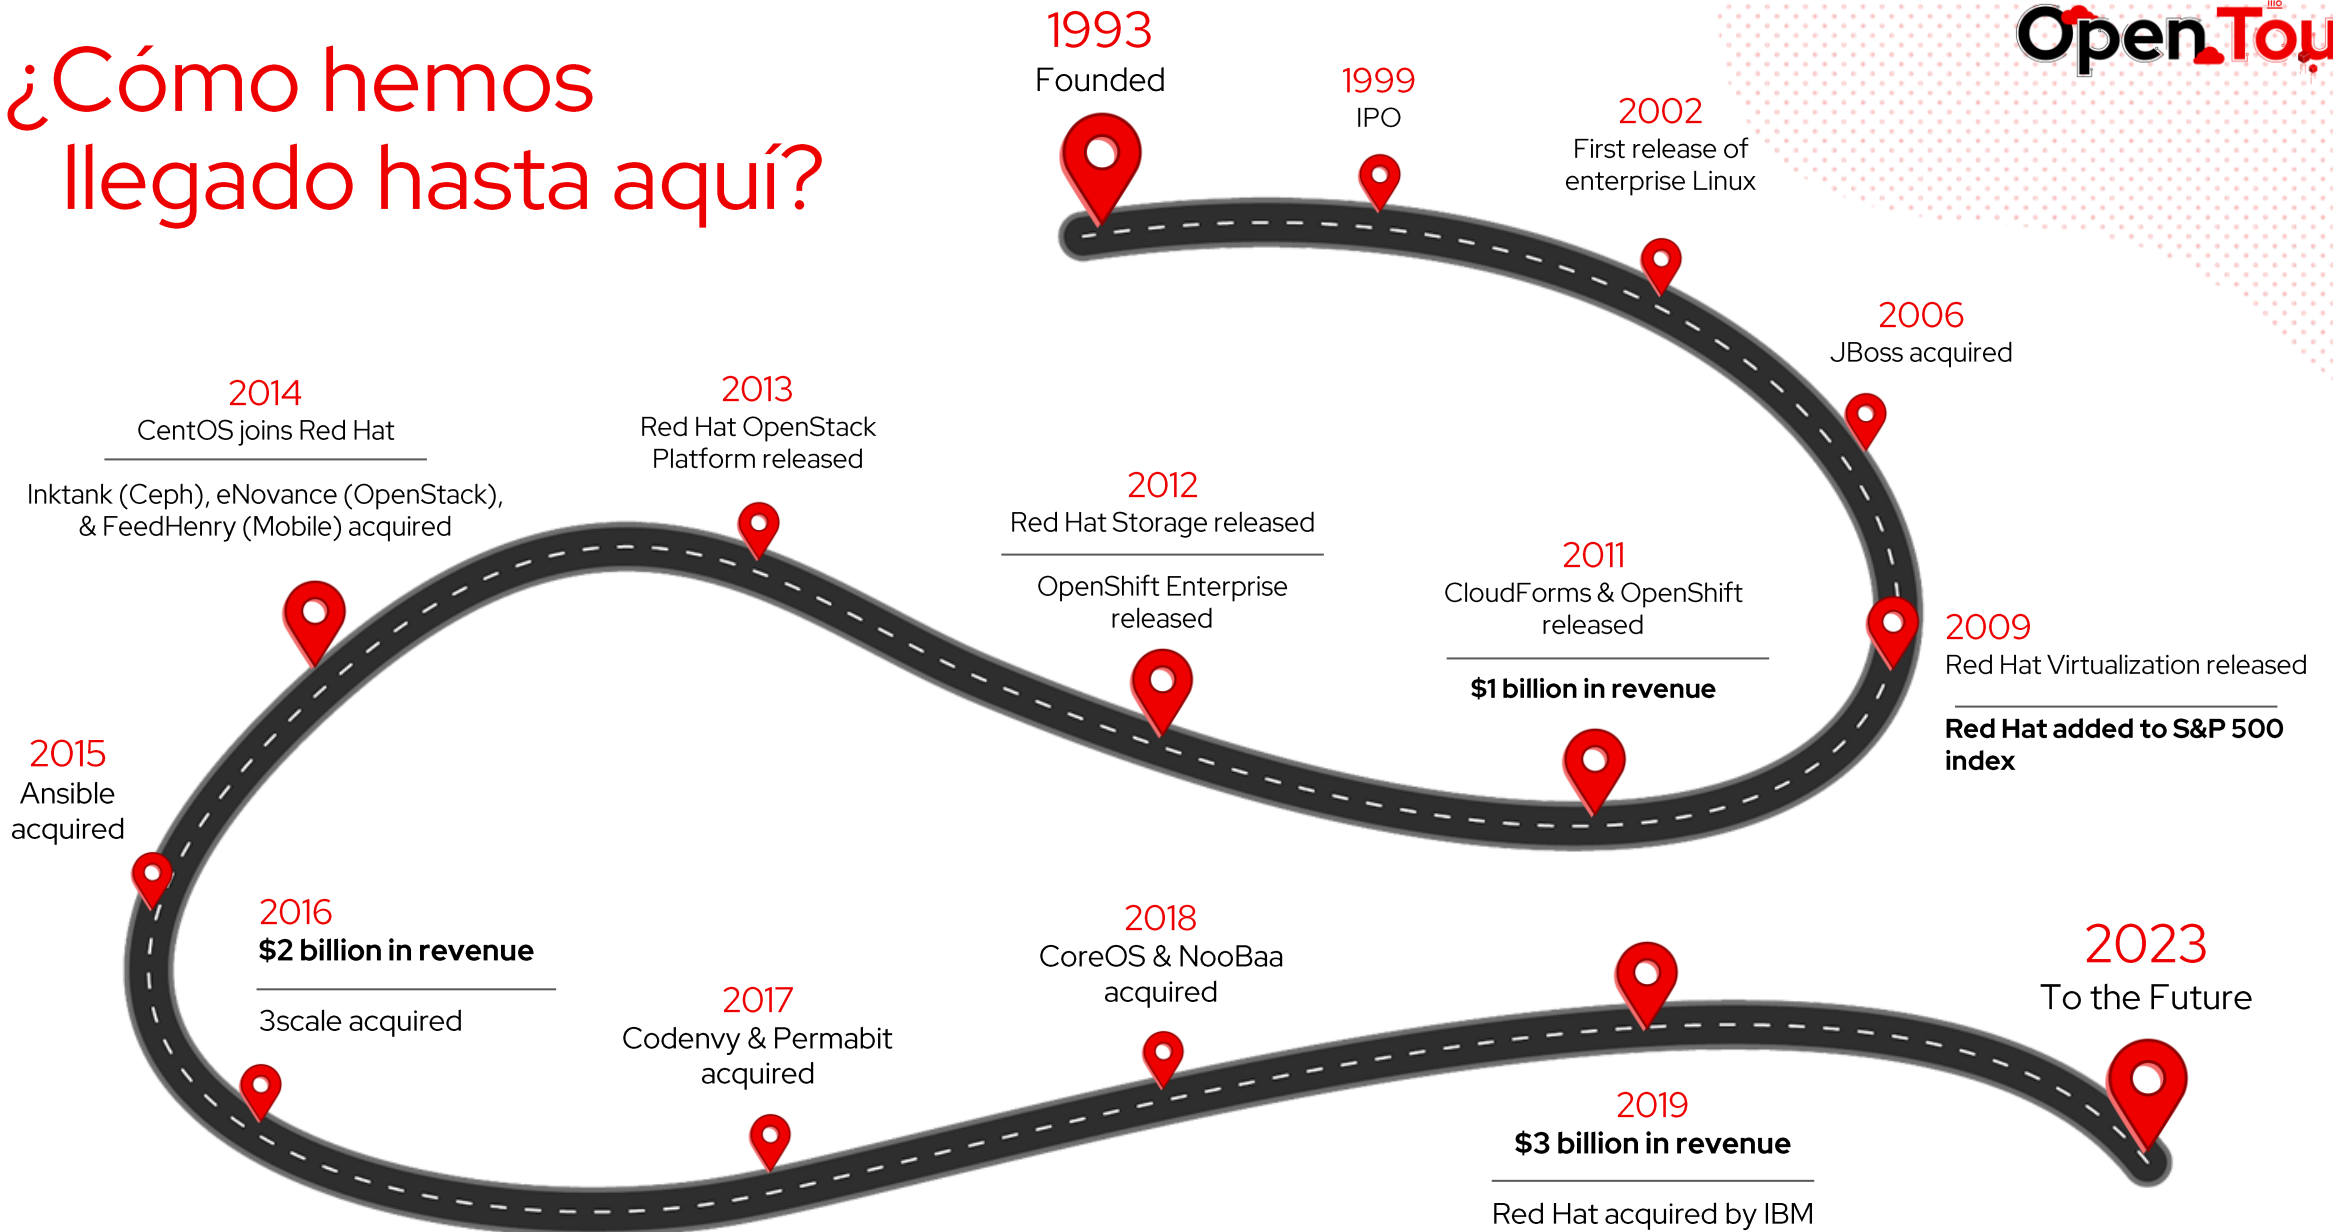 ¿Cómo hemos
llegado hasta aquí?
Open Tou
1993
Founded
1999
IPO
2002
First release of
enterprise Linux
2006
JBoss acquired
2009
Red Hat Virtualization released
Red Hat added to S&P 500
index
2011
CloudForms & OpenShift
released
$1 billion in revenue
2012
Red Hat Storage released
OpenShift Enterprise
released
2013
Red Hat OpenStack
Platform released
2014
CentOS joins Red Hat
Inktank (Ceph), eNovance (OpenStack),
& FeedHenry (Mobile) acquired
2015
Ansible
acquired
2016
$2 billion in revenue
3scale acquired
2017
Codenvy & Permabit
acquired
2018
CoreOS & NooBaa
acquired
2019
$3 billion in revenue
Red Hat acquired by IBM
2023
To the Future